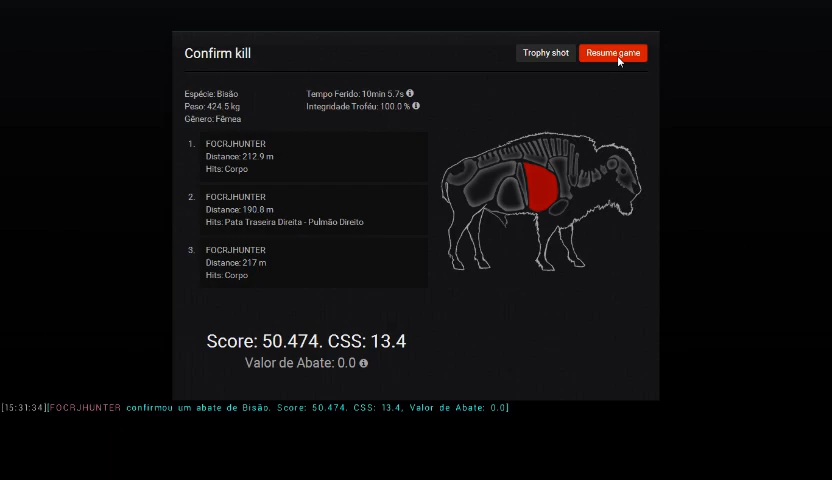 Confirm kill
Trophy shot
Resume game
Espécie: Bisão
Tempo Ferido: 10min 5.7s
Peso: 424.5 kg
Integridade Troféu: 100.0 %
Gênero: Fêmea
1. FOCRJHUNTER
Distance: 212.9 m
Hits: Corpo
2. FOCRJHUNTER
Distance: 190.8 m
Hits: Pata Traseira Direita - Pulmão Direito
3. FOCRJHUNTER
Distance: 217 m
Hits: Corpo
Score: 50.474. CSS: 13.4
Valor de Abate: 0.0
[15:31:34][FOCRJHUNTER confirmou um abate de Bisão. Score: 50.474. CSS: 13.4, Valor de Abate: 0.0]